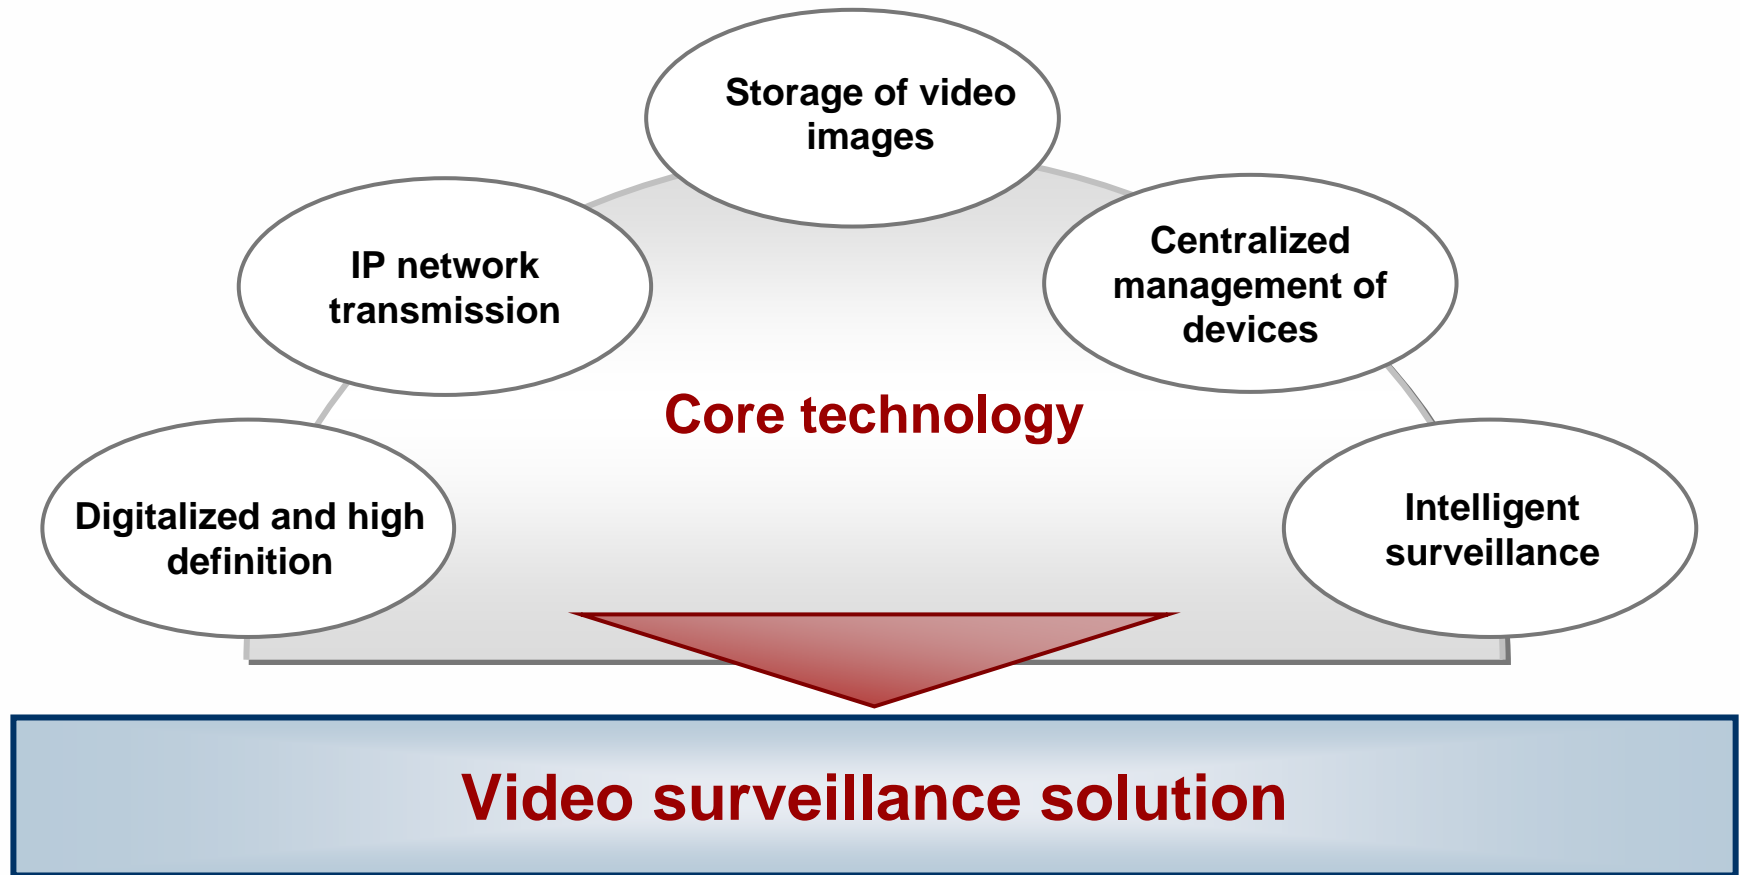 Storage of video
images
IP network
transmission
Centralized
management of
devices
Core technology
Digitalized and high
definition
Intelligent
surveillance
Video surveillance solution